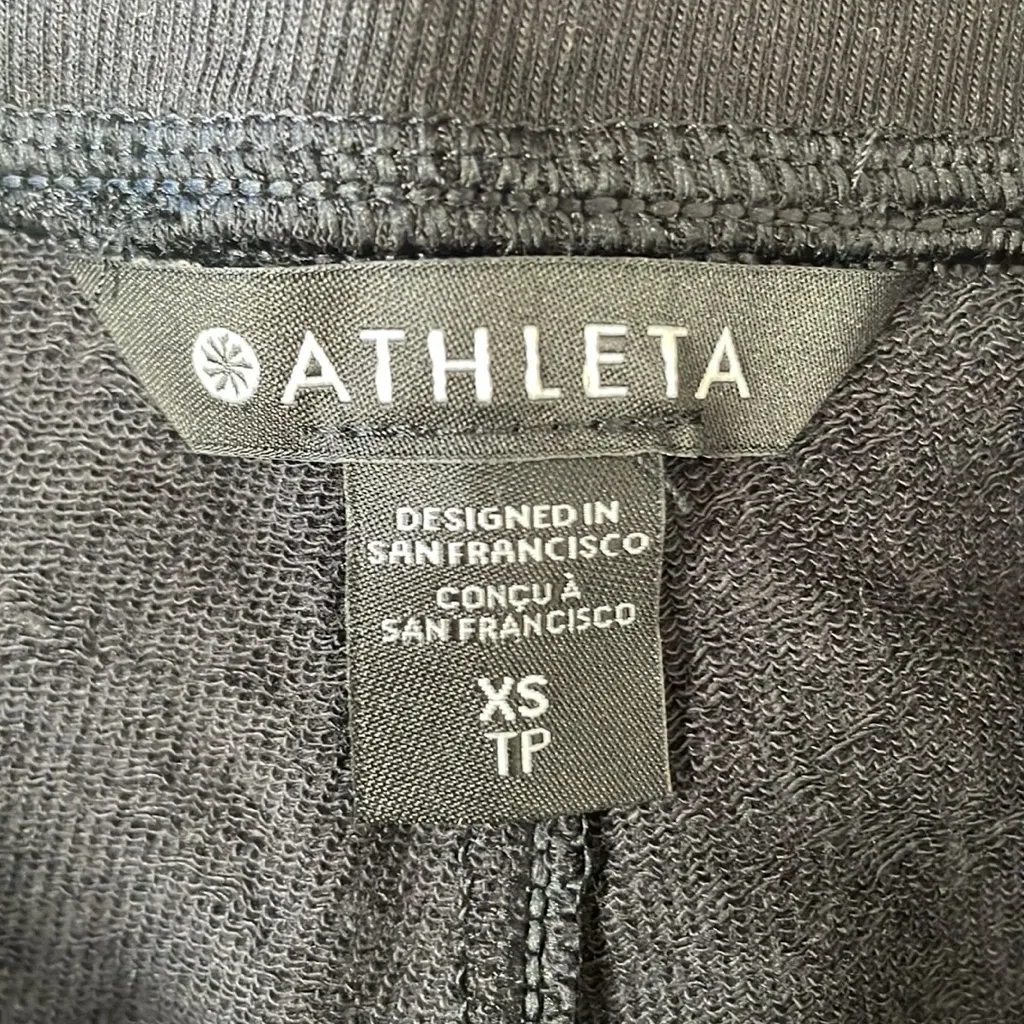 ATHLETA
DESIGNED IN
SAN FRANCISCO
CONÇU À
SAN FRANCISCO
XS
TP